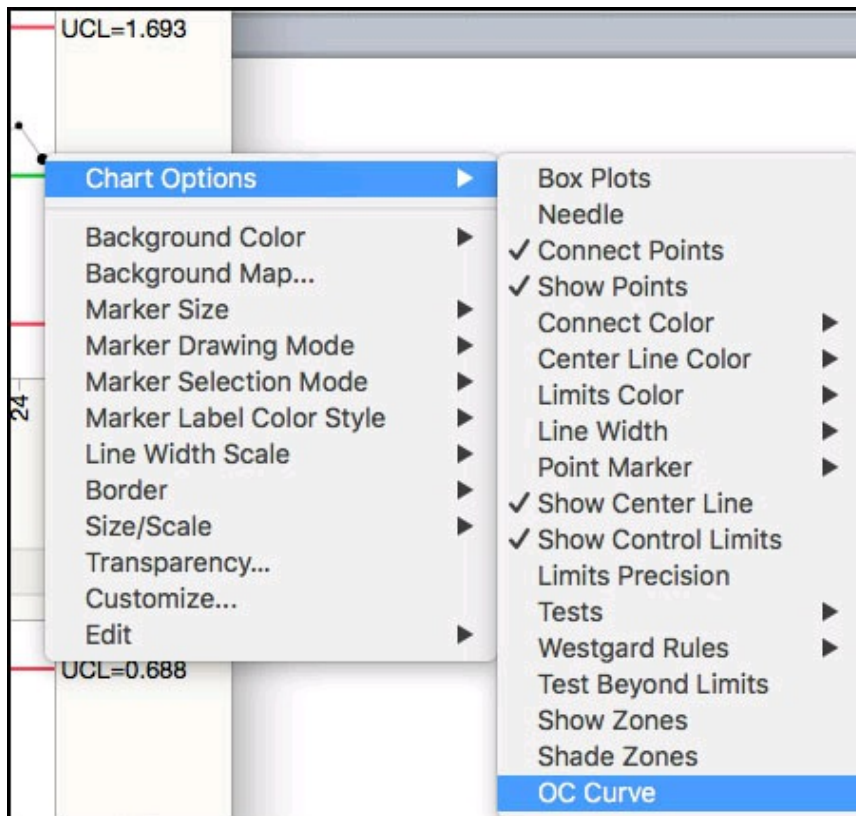 UCL=1.693
Chart Options
Background Color
Background Map...
Marker Size
Marker Drawing Mode
Marker Selection Mode
Marker Label Color Style
Line Width Scale
Border
Size/Scale
Transparency...
Customize...
Edit
Box Plots
Needle
Connect Points
Show Points
Connect Color
Center Line Color
Limits Color
Line Width
Point Marker
Show Center Line
Show Control Limits
Limits Precision
Tests
Westgard Rules
Test Beyond Limits
Show Zones
Shade Zones
OC Curve
24
UCL=0.688